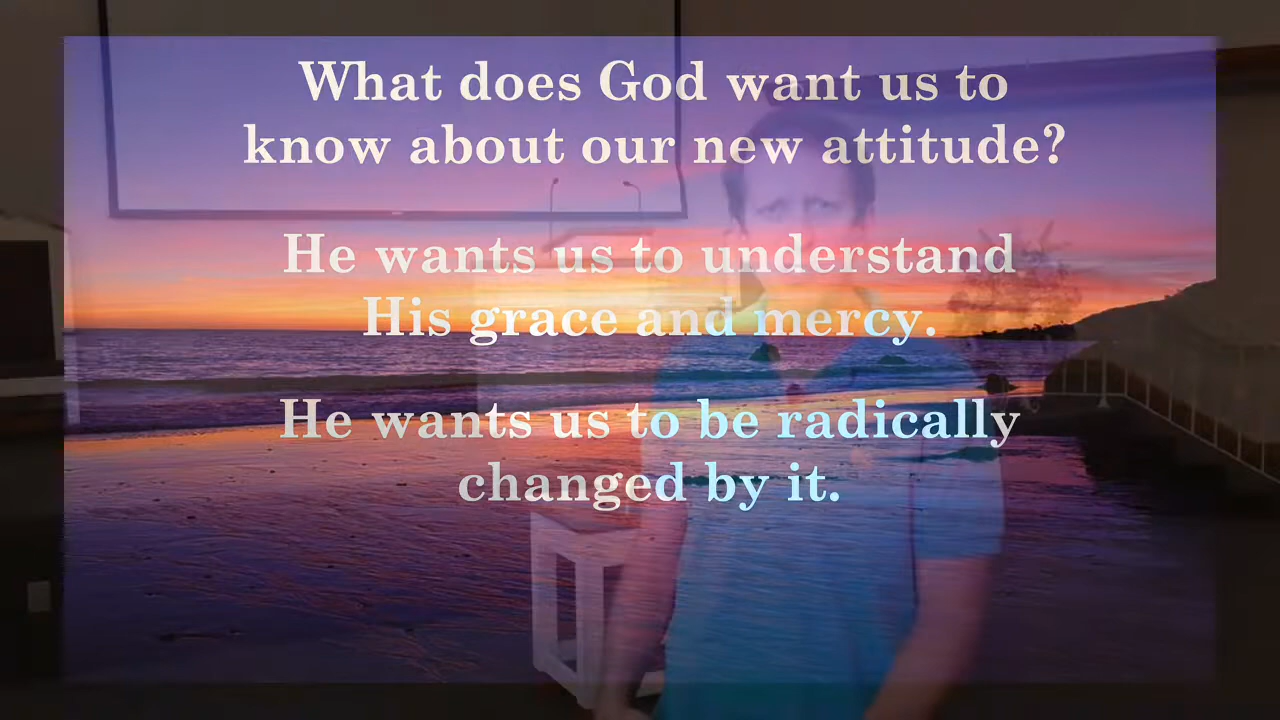 What does God want us to
know about our new attitude?
He wants us to understand
His grace and mercy.
He wants us to be radically
changed by it.